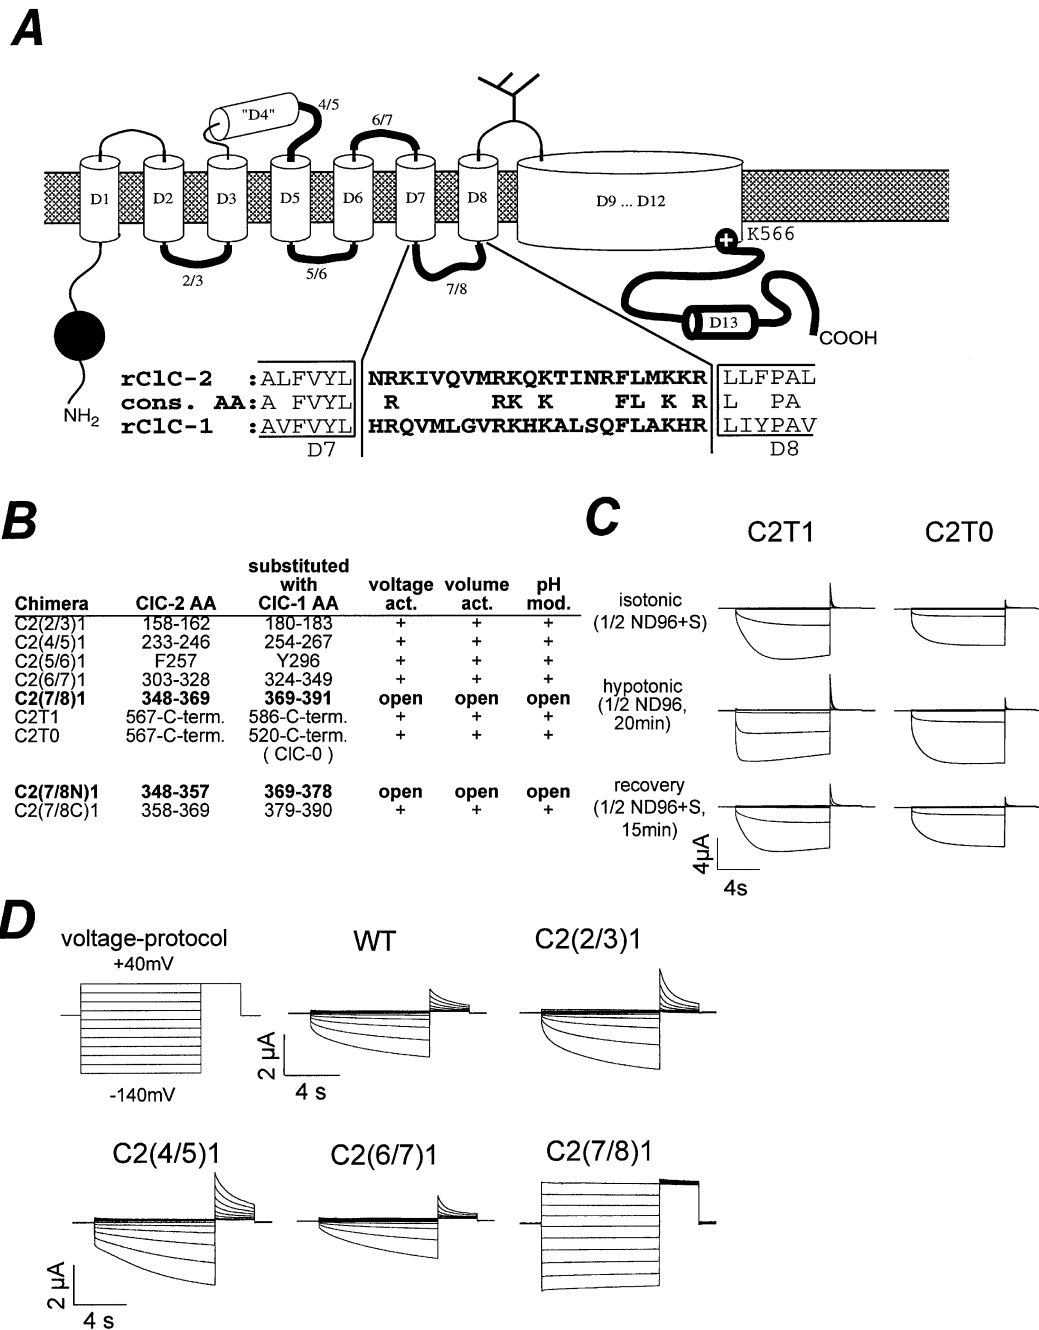 A
"D4"
4/5
6/7
D1
D2
D3
D5
D6
D7
D8
D9 ... D12
+
K566
2/3
5/6
7/8
D13
COOH
NH2
rClC-2 :ALFVYL NRKIVQVMRKQKTINRFLMKKR LLFPAL
cons. AA:A FVYL R RK K FL K R L PA
rClC-1 :AVFVYL HRQVMLGVRKHKALSQFLAKHR LIYPAV
D7 D8
B
Chimera ClC-2 AA substituted with ClC-1 AA voltage act. volume act. pH mod.
C2(2/3)1 158-162 180-183 + + +
C2(4/5)1 233-246 254-267 + + +
C2(5/6)1 F257 Y296 + + +
C2(6/7)1 303-328 324-349 + + +
C2(7/8)1 348-369 369-391 open open open
C2T1 567-C-term. 586-C-term. + + +
C2T0 567-C-term. 520-C-term. + + +
( ClC-0 )
C2(7/8N)1 348-357 369-378 open open open
C2(7/8C)1 358-369 379-390 + + +
C
C2T1 C2T0
isotonic
(1/2 ND96+S)
hypotonic
(1/2 ND96,
20min)
recovery
(1/2 ND96+S,
15min)
4µA
4s
D
voltage-protocol
+40mV
-140mV
WT
C2(2/3)1
2 µA
4 s
C2(4/5)1
C2(6/7)1
C2(7/8)1
2 µA
4 s